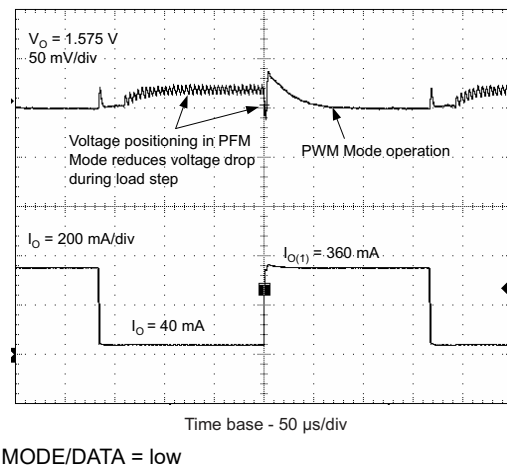 V_O = 1.575 V
50 mV/div
Voltage positioning in PFM
Mode reduces voltage drop
during load step
PWM Mode operation
I_O = 200 mA/div
I_O(1) = 360 mA
I_O = 40 mA
Time base - 50 µs/div
MODE/DATA = low